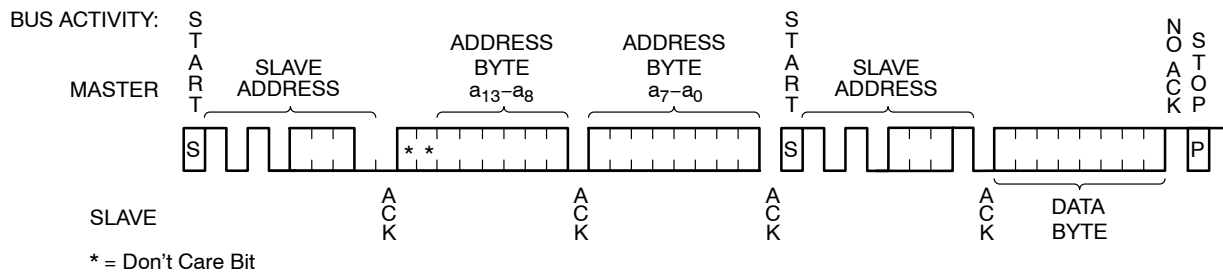 BUS ACTIVITY:
MASTER
START
SLAVE
ADDRESS
ADDRESS
BYTE
a13–a8
ADDRESS
BYTE
a7–a0
START
SLAVE
ADDRESS
NO ACK
STOP
S
* *
S
P
SLAVE
ACK
ACK
ACK
ACK
DATA
BYTE
* = Don't Care Bit